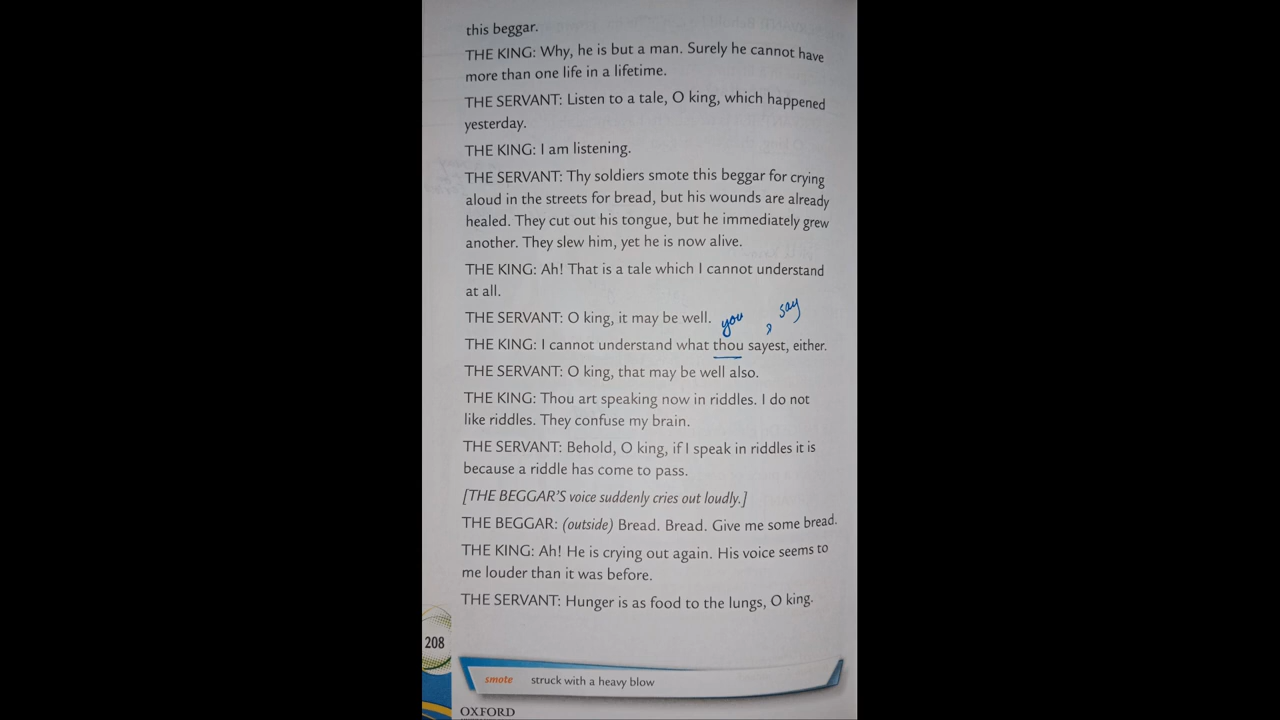 this beggar.
THE KING: Why, he is but a man. Surely he cannot have
more than one life in a lifetime.
THE SERVANT: Listen to a tale, O king, which happened
yesterday.
THE KING: I am listening.
THE SERVANT: Thy soldiers smote this beggar for crying
aloud in the streets for bread, but his wounds are already
healed. They cut out his tongue, but he immediately grew
another. They slew him, yet he is now alive.
THE KING: Ah! That is a tale which I cannot understand
at all.
THE SERVANT: O king, it may be well.
you , say
THE KING: I cannot understand what thou sayest, either.
THE SERVANT: O king, that may be well also.
THE KING: Thou art speaking now in riddles. I do not
like riddles. They confuse my brain.
THE SERVANT: Behold, O king, if I speak in riddles it is
because a riddle has come to pass.
[THE BEGGAR'S voice suddenly cries out loudly.]
THE BEGGAR: (outside) Bread. Bread. Give me some bread.
THE KING: Ah! He is crying out again. His voice seems to
me louder than it was before.
THE SERVANT: Hunger is as food to the lungs, O king.
208
smote struck with a heavy blow
OXFORD